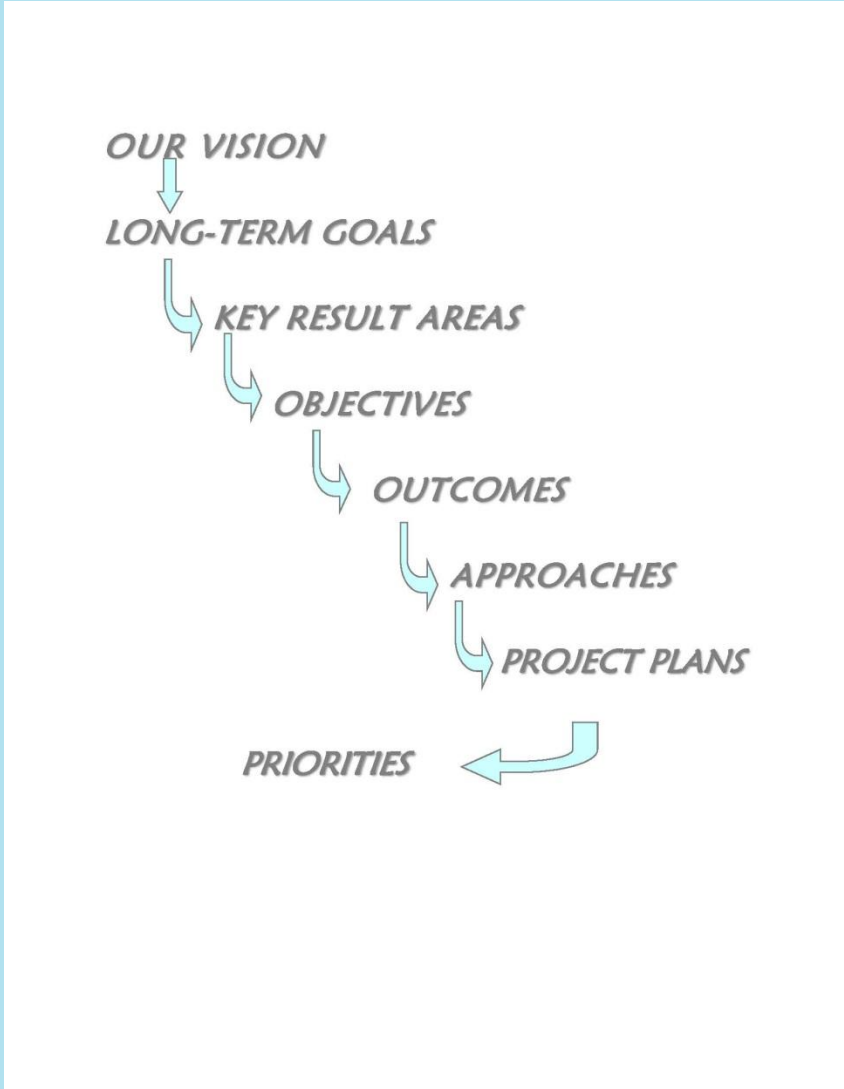 OUR VISION
LONG-TERM GOALS
KEY RESULT AREAS
OBJECTIVES
OUTCOMES
APPROACHES
PROJECT PLANS
PRIORITIES